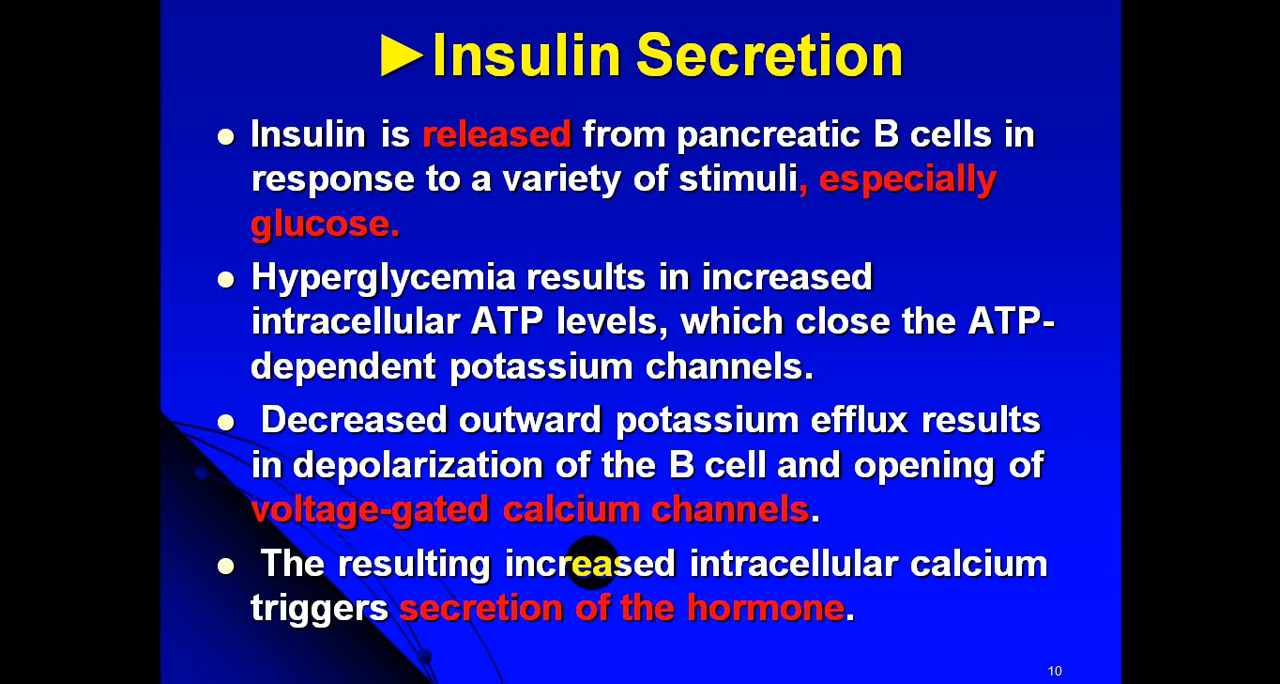 ►Insulin Secretion
● Insulin is released from pancreatic B cells in
response to a variety of stimuli, especially
glucose.
● Hyperglycemia results in increased
intracellular ATP levels, which close the ATP-
dependent potassium channels.
● Decreased outward potassium efflux results
in depolarization of the B cell and opening of
voltage-gated calcium channels.
● The resulting increased intracellular calcium
triggers secretion of the hormone.
10